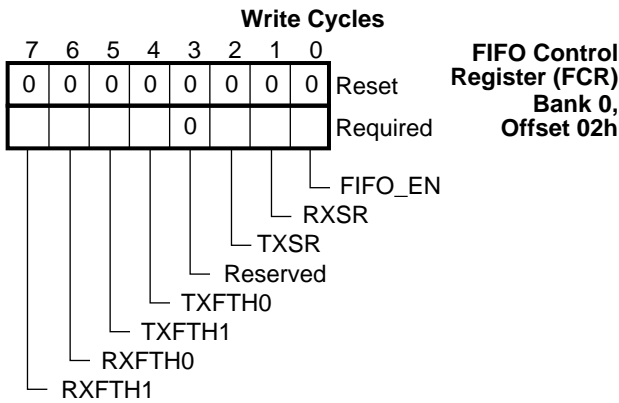 Write Cycles
7 6 5 4 3 2 1 0
FIFO Control
Register (FCR)
Bank 0,
Offset 02h
0 0 0 0 0 0 0 0 Reset
0 Required
FIFO_EN
RXSR
TXSR
Reserved
TXFTH0
TXFTH1
RXFTH0
RXFTH1